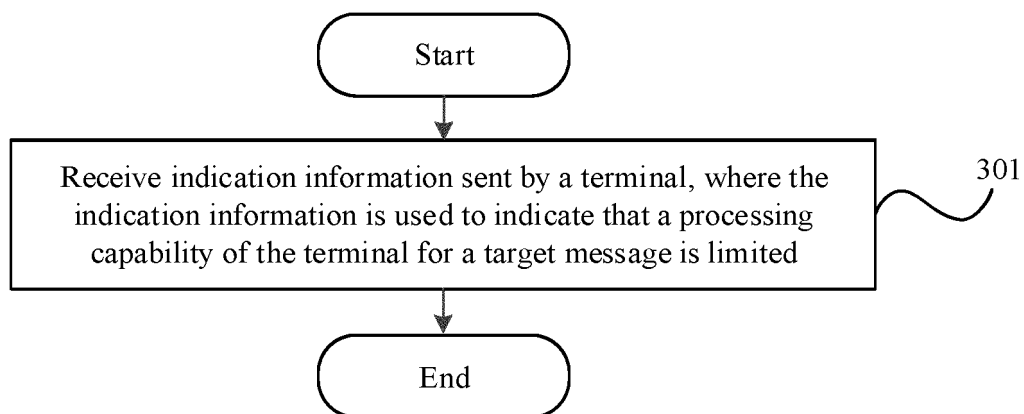 Start
Receive indication information sent by a terminal, where the
indication information is used to indicate that a processing
capability of the terminal for a target message is limited
301
End